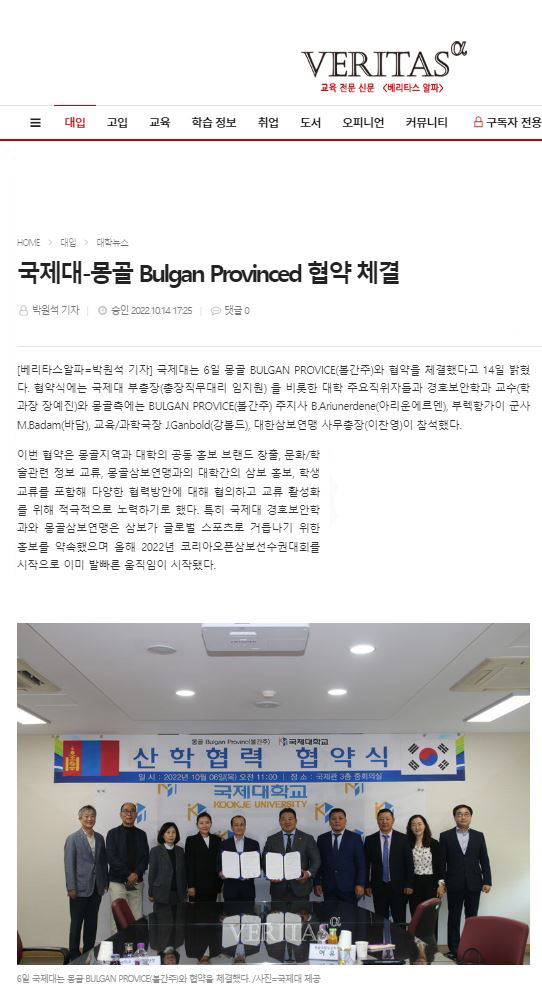 VERITAS α
교육 전문 신문 <베리타스 알파>
대입 고입 교육 학습 정보 취업 도서 오피니언 커뮤니티 구독자 전용
HOME > 대입 > 대학뉴스
국제대-몽골 Bulgan Provinced 협약 체결
박원석 기자 승인 2022.10.14 17:25 댓글 0
[베리타스알파=박원석 기자] 국제대는 6일 몽골 BULGAN PROVICE(볼간주)와 협약을 체결했다고 14일 밝혔
다. 협약식에는 국제대 부총장(총장직무대리 임지원) 을 비롯한 대학 주요직위자들과 경호보안학과 교수(학
과장 장예진)와 몽골측에는 BULGAN PROVICE(볼간주) 주지사 B.Ariunerdene(아리운에르덴), 부렉항가이 군사
M.Badam(바담), 교육/과학국장 J.Ganbold(강볼드), 대한삼보연맹 사무총장(이찬영)이 참석했다.
이번 협약은 몽골지역과 대학의 공동 홍보 브랜드 창출, 문화/학
술관련 정보 교류, 몽골삼보연맹과의 대학간의 삼보 홍보, 학생
교류를 포함해 다양한 협력방안에 대해 협의하고 교류 활성화
를 위해 적극적으로 노력하기로 했다. 특히 국제대 경호보안학
과와 몽골삼보연맹은 삼보가 글로벌 스포츠로 거듭나기 위한
홍보를 약속했으며 올해 2022년 코리아오픈삼보선수권대회를
시작으로 이미 발빠른 움직임이 시작됐다.
몽골 Bulgan Provinc(볼간주) 국제대학교
산학협력 협약식
일 시 : 2022년 10월 06일(목) 오전 11:00 | 장 소 : 국제관 3층 중회의실
국제대학교
KOOKJE UNIVERSITY
VERITAS α
6일 국제대는 몽골 BULGAN PROVICE(볼간주)와 협약을 체결했다. /사진=국제대 제공